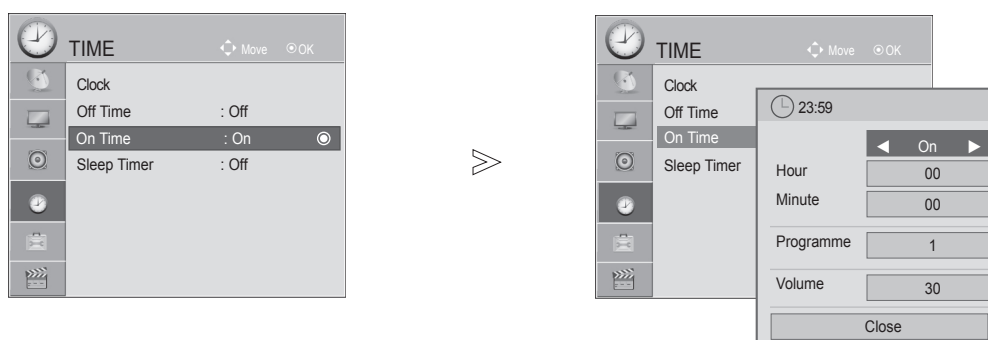 TIME
Move OK
Clock
Off Time : Off
On Time : On
Sleep Timer : Off
TIME
Move OK
Clock
Off Time
On Time
Sleep Timer
23:59
On
Hour 00
Minute 00
Programme 1
Volume 30
Close